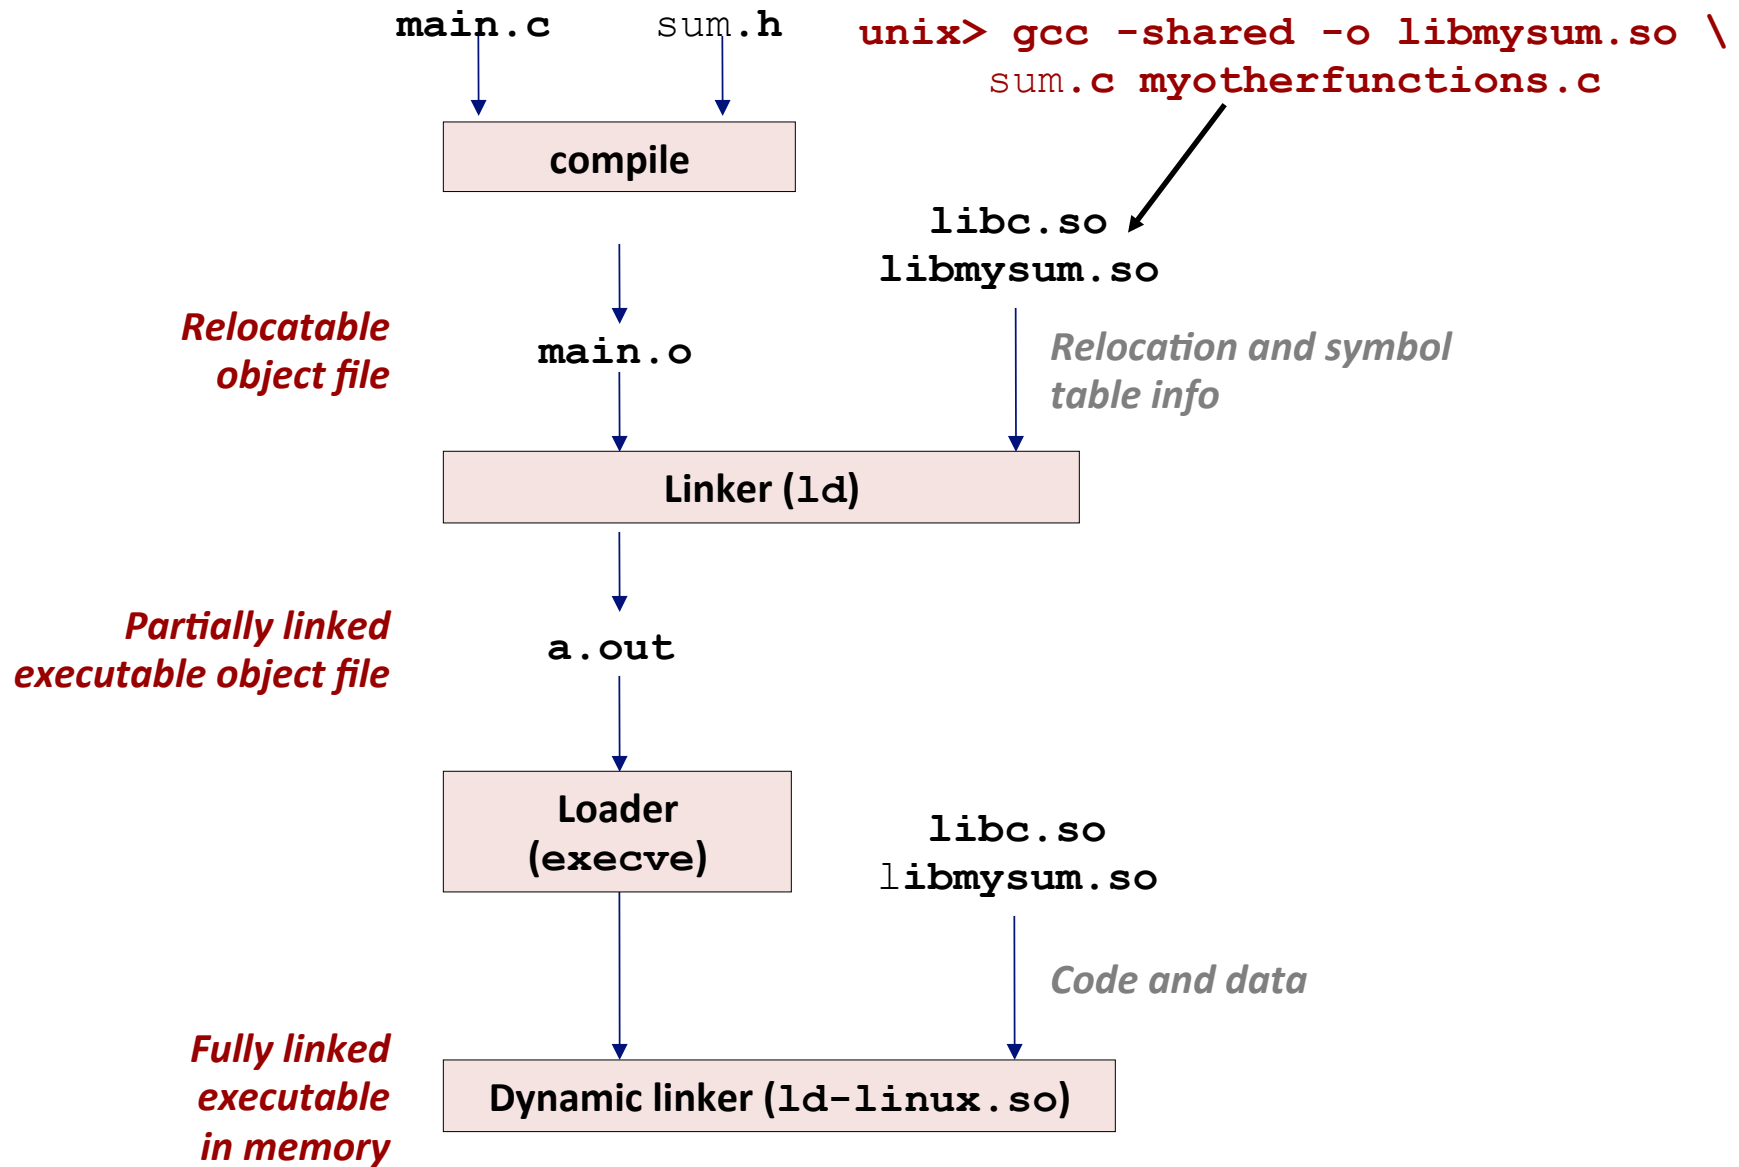 main.c sum.h unix> gcc -shared -o libmysum.so \
sum.c myotherfunctions.c
compile
libc.so
libmysum.so
Relocatable
object file
main.o
Relocation and symbol
table info
Linker (ld)
Partially linked
executable object file
a.out
Loader
(execve)
libc.so
libmysum.so
Code and data
Fully linked
executable
in memory
Dynamic linker (ld-linux.so)